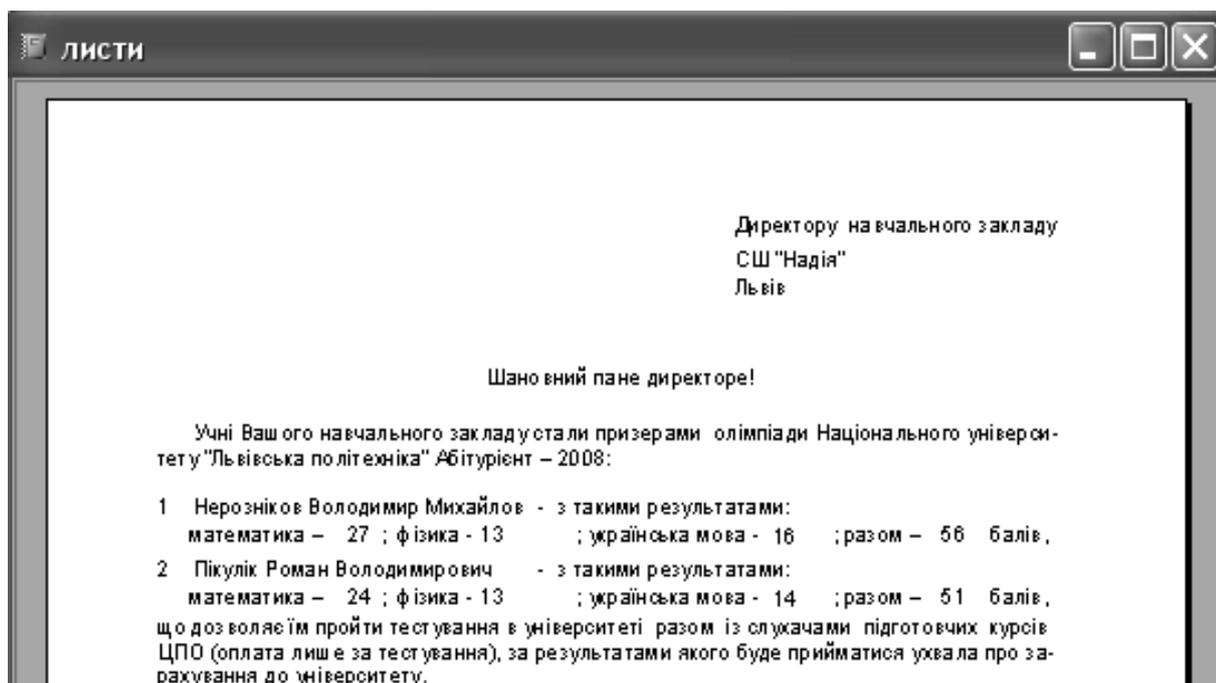 листи
Директору навчального закладу
СШ "Надія"
Львів
Шановний пане директоре!
Учні Вашого навчального закладу стали призерами олімпіади Національного універси-
тету "Львівська політехніка" Абітурієнт – 2008:
1 Нерозніков Володимир Михайлов - з такими результатами:
математика – 27 ; фізика - 13 ; українська мова - 16 ; разом – 56 балів,
2 Пікулік Роман Володимирович - з такими результатами:
математика – 24 ; фізика - 13 ; українська мова - 14 ; разом – 51 балів,
що дозволяє їм пройти тестування в університеті разом із слухачами підготовчих курсів
ЦПО (оплата лише за тестування), за результатами якого буде прийматися ухвала про за-
рахування до університету.